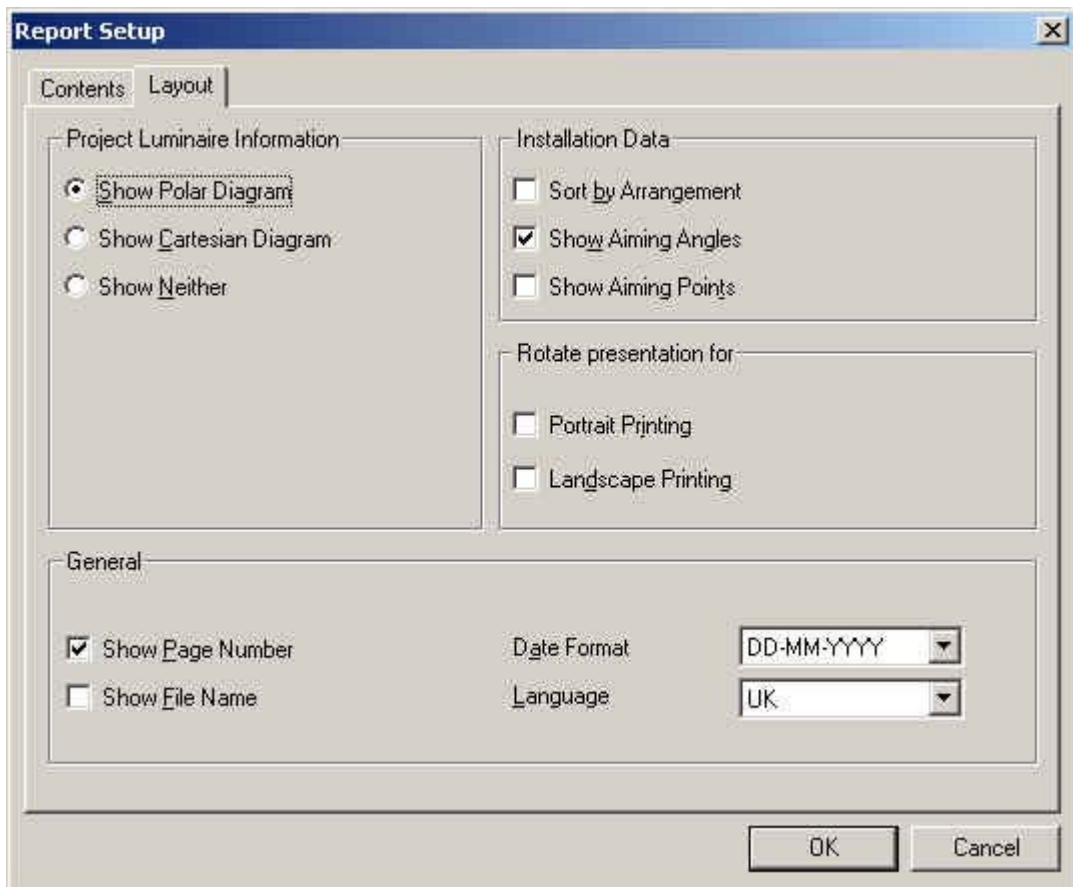 Report Setup
Contents
Layout
Project Luminaire Information
Show Polar Diagram
Show Cartesian Diagram
Show Neither
Installation Data
Sort by Arrangement
Show Aiming Angles
Show Aiming Points
Rotate presentation for
Portrait Printing
Landscape Printing
General
Show Page Number
Show File Name
Date Format
DD-MM-YYYY
Language
UK
OK
Cancel